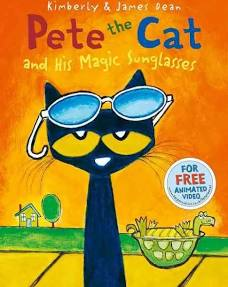 Kimberly & James Dean
Pete the Cat
and His Magic Sunglasses
FOR
FREE
ANIMATED
VIDEO